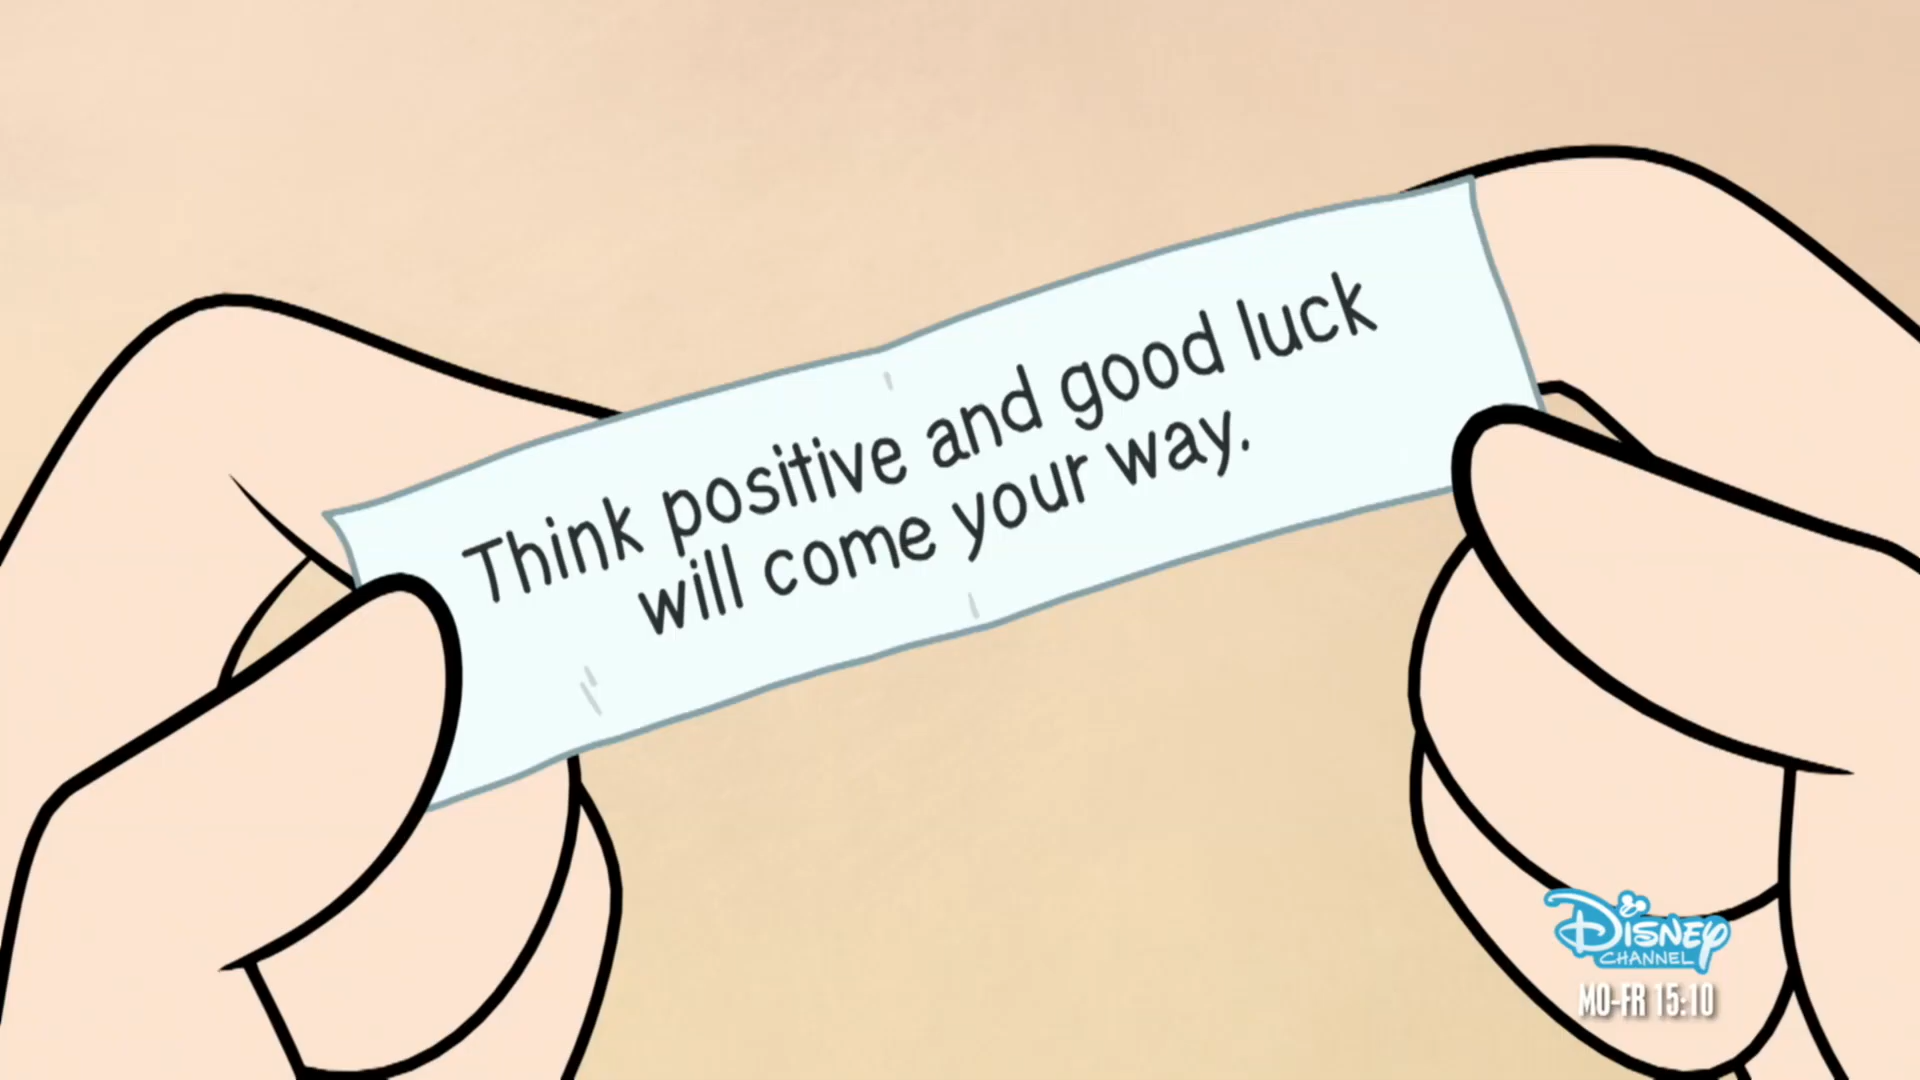 Think positive and good luck
will come your way.
DISNEY
CHANNEL
MO-FR 15:10